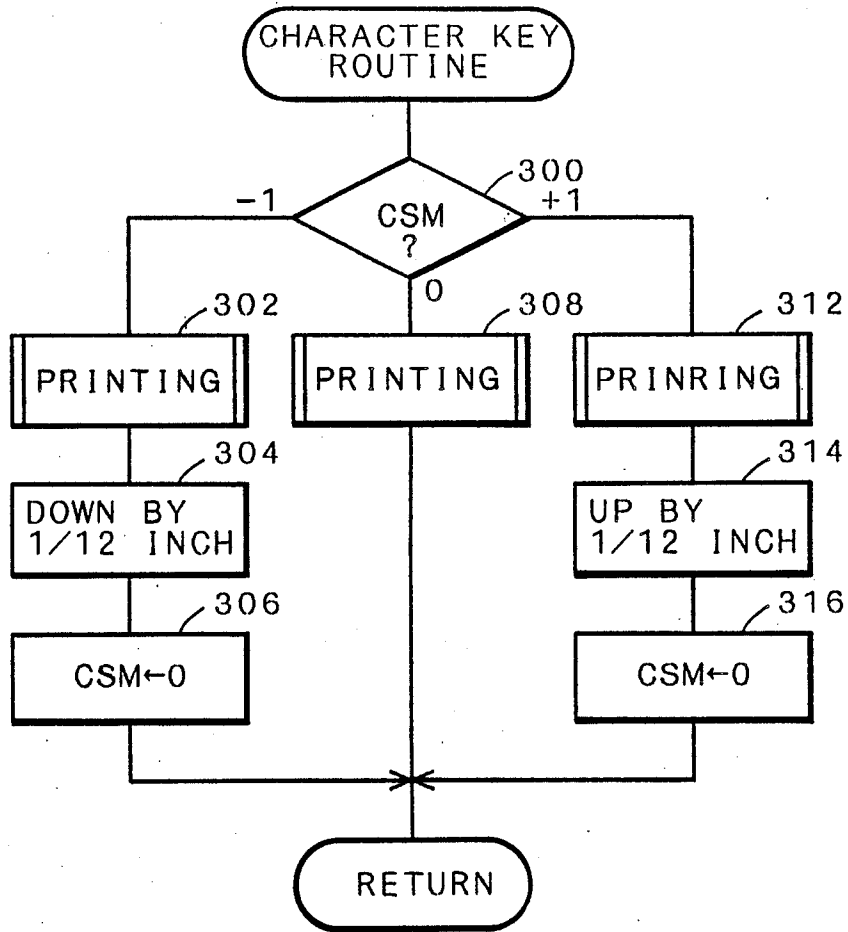 CHARACTER KEY
ROUTINE
300
-1
+1
CSM
?
0
302
308
312
PRINTING
PRINTING
PRINRING
304
314
DOWN BY
1/12 INCH
UP BY
1/12 INCH
306
316
CSM←0
CSM←0
RETURN